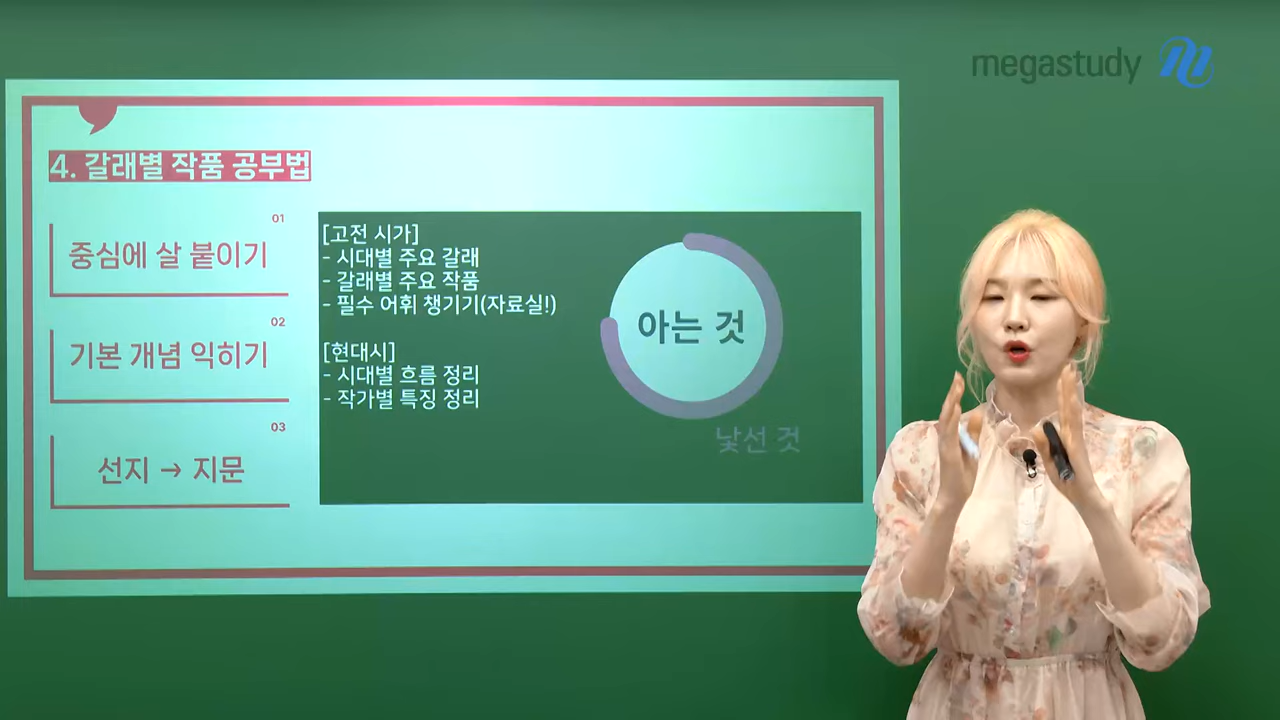 megastudy
4. 갈래별 작품 공부법
01
중심에 살 붙이기
02
기본 개념 익히기
03
선지 → 지문
[고전 시가]
- 시대별 주요 갈래
- 갈래별 주요 작품
- 필수 어휘 챙기기(자료실!)
[현대시]
- 시대별 흐름 정리
- 작가별 특징 정리
아는 것
낯선 것